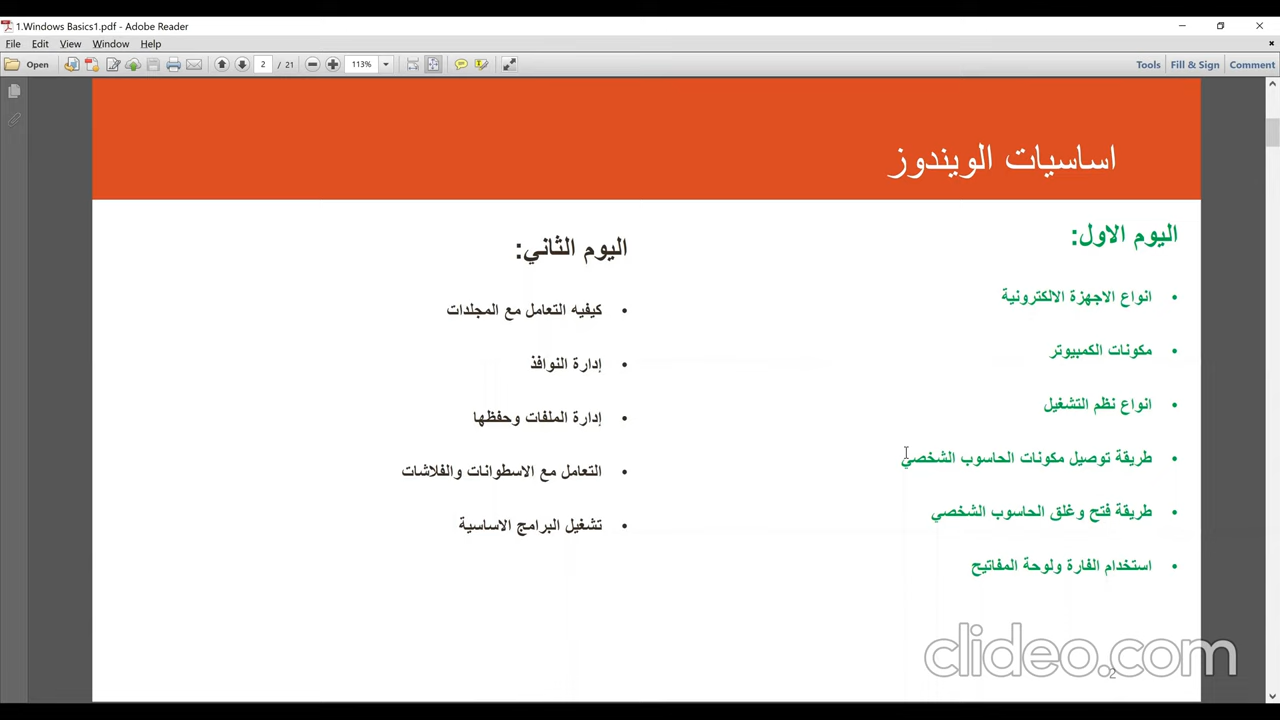 1.Windows Basics1.pdf - Adobe Reader
File Edit View Window Help
Open 2 / 21 113% Tools Fill & Sign Comment
اساسيات الويندوز
اليوم الاول:
• انواع الاجهزة الالكترونية
• مكونات الكمبيوتر
• انواع نظم التشغيل
• طريقة توصيل مكونات الحاسوب الشخصي
• طريقة فتح وغلق الحاسوب الشخصي
• استخدام الفارة ولوحة المفاتيح
اليوم الثاني:
• كيفيه التعامل مع المجلدات
• إدارة النوافذ
• إدارة الملفات وحفظها
• التعامل مع الاسطوانات والفلاشات
• تشغيل البرامج الاساسية
2
clideo.com